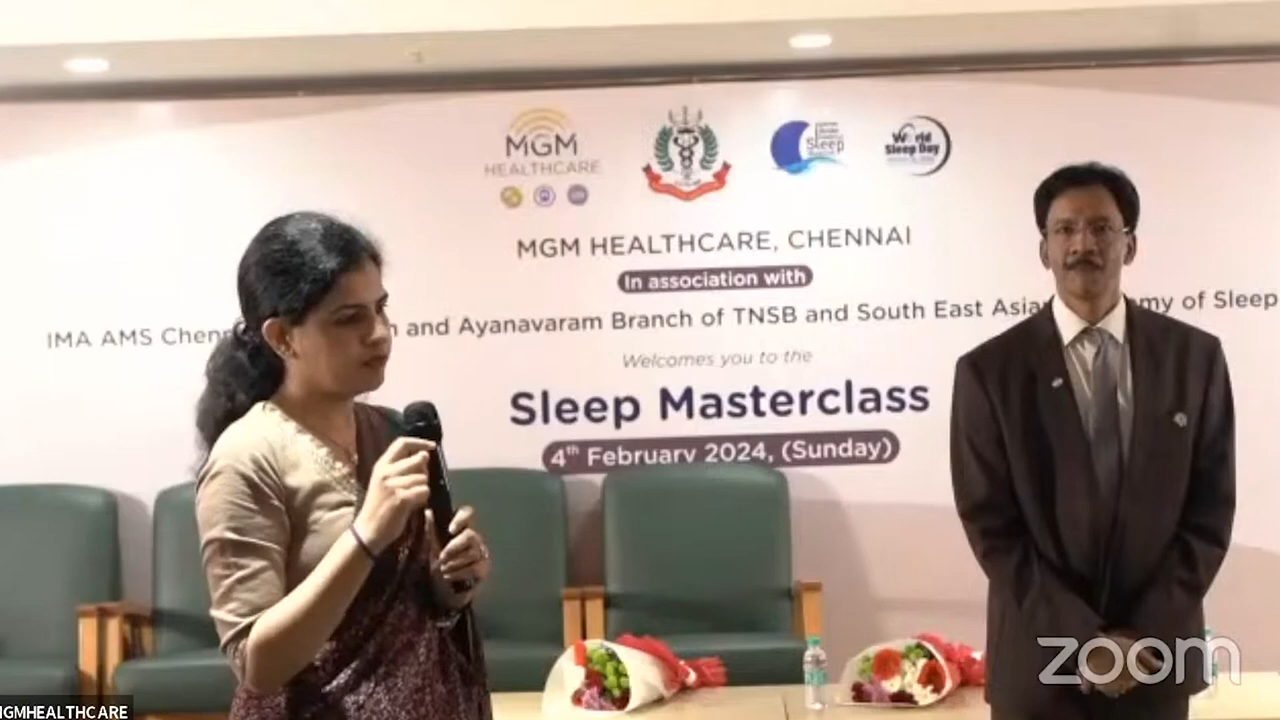 MGM
HEALTHCARE
Sleep
World
Sleep Day
MGM HEALTHCARE, CHENNAI
In association with
IMA AMS Chenn n and Ayanavaram Branch of TNSB and South East Asia my of Sleep
Welcomes you to the
Sleep Masterclass
4th February 2024, (Sunday)
zoom
MGMHEALTHCARE